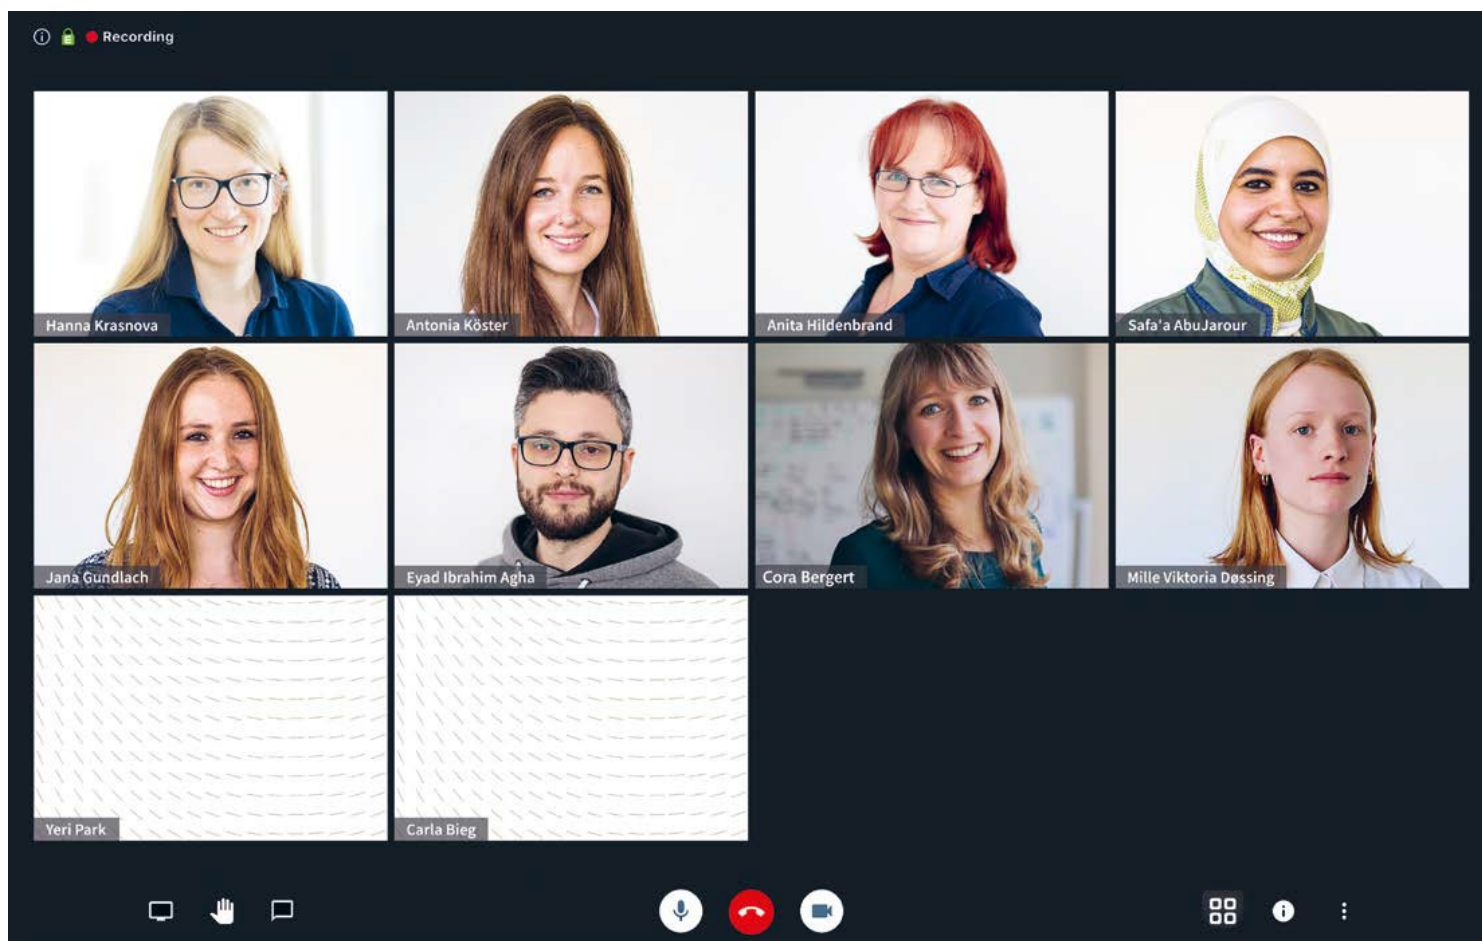 Recording
Hanna Krasnova
Antonia Köster
Anita Hildenbrand
Safa'a AbuJarour
Jana Gundlach
Eyad Ibrahim Agha
Cora Bergert
Mille Viktoria Døssing
Yeri Park
Carla Bieg